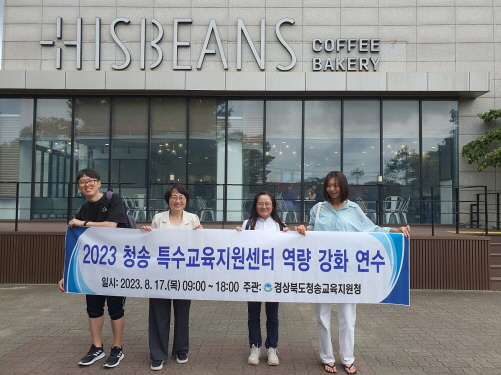 HISBEANS COFFEE
BAKERY
2023 청송 특수교육지원센터 역량 강화 연수
일시: 2023. 8. 17.(목) 09:00 ~ 18:00 주관: 경상북도청송교육지원청